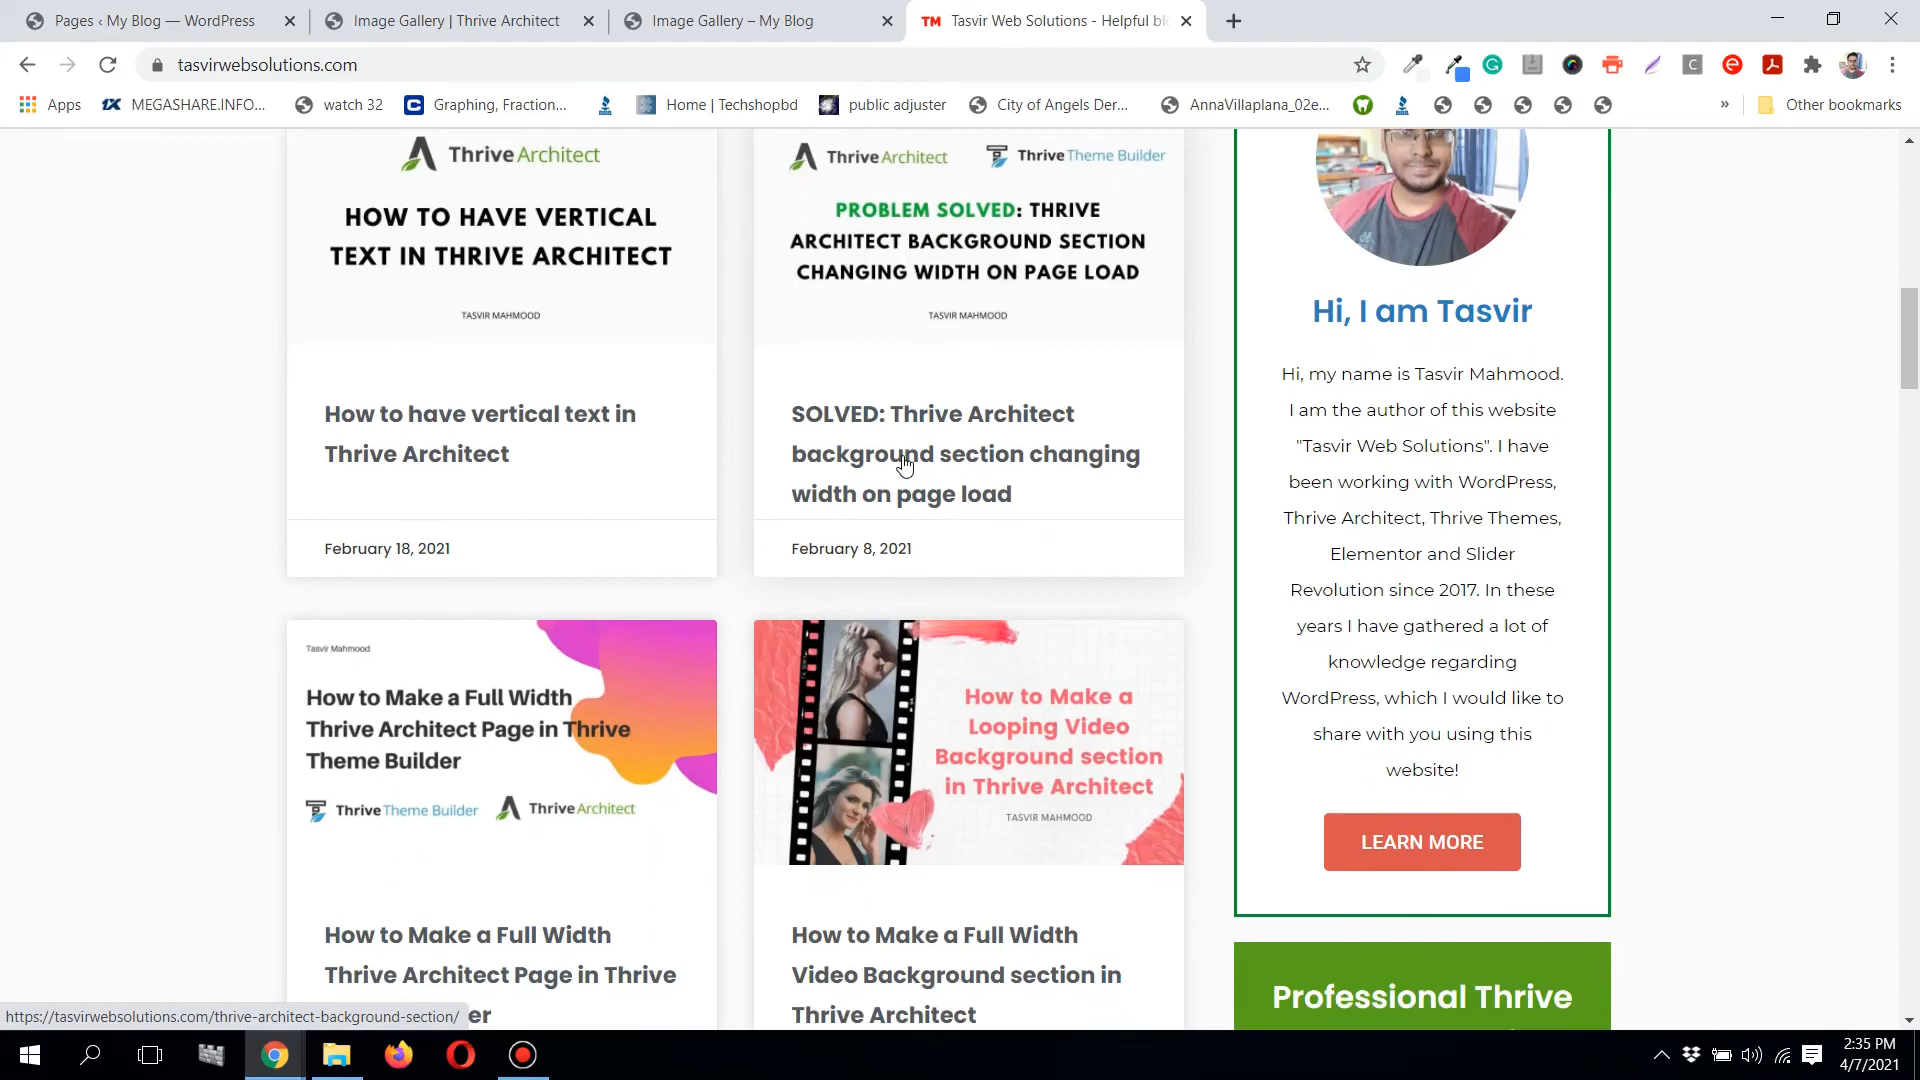 Pages ‹ My Blog — WordPress
Image Gallery | Thrive Architect
Image Gallery – My Blog
TM Tasvir Web Solutions - Helpful bl
tasvirwebsolutions.com
Apps
1X MEGASHARE.INFO...
watch 32
Graphing, Fraction...
Home | Techshopbd
public adjuster
City of Angels Der...
AnnaVillaplana_02e...
»
Other bookmarks
Thrive Architect
HOW TO HAVE VERTICAL
TEXT IN THRIVE ARCHITECT
TASVIR MAHMOOD
How to have vertical text in
Thrive Architect
February 18, 2021
Thrive Architect
Thrive Theme Builder
PROBLEM SOLVED: THRIVE
ARCHITECT BACKGROUND SECTION
CHANGING WIDTH ON PAGE LOAD
TASVIR MAHMOOD
SOLVED: Thrive Architect
background section changing
width on page load
February 8, 2021
Tasvir Mahmood
How to Make a Full Width
Thrive Architect Page in Thrive
Theme Builder
Thrive Theme Builder
Thrive Architect
How to Make a Full Width
Thrive Architect Page in Thrive
er
How to Make a
Looping Video
Background section
in Thrive Architect
TASVIR MAHMOOD
How to Make a Full Width
Video Background section in
Thrive Architect
Hi, I am Tasvir
Hi, my name is Tasvir Mahmood.
I am the author of this website
"Tasvir Web Solutions". I have
been working with WordPress,
Thrive Architect, Thrive Themes,
Elementor and Slider
Revolution since 2017. In these
years I have gathered a lot of
knowledge regarding
WordPress, which I would like to
share with you using this
website!
LEARN MORE
Professional Thrive
https://tasvirwebsolutions.com/thrive-architect-background-section/
2:35 PM
4/7/2021